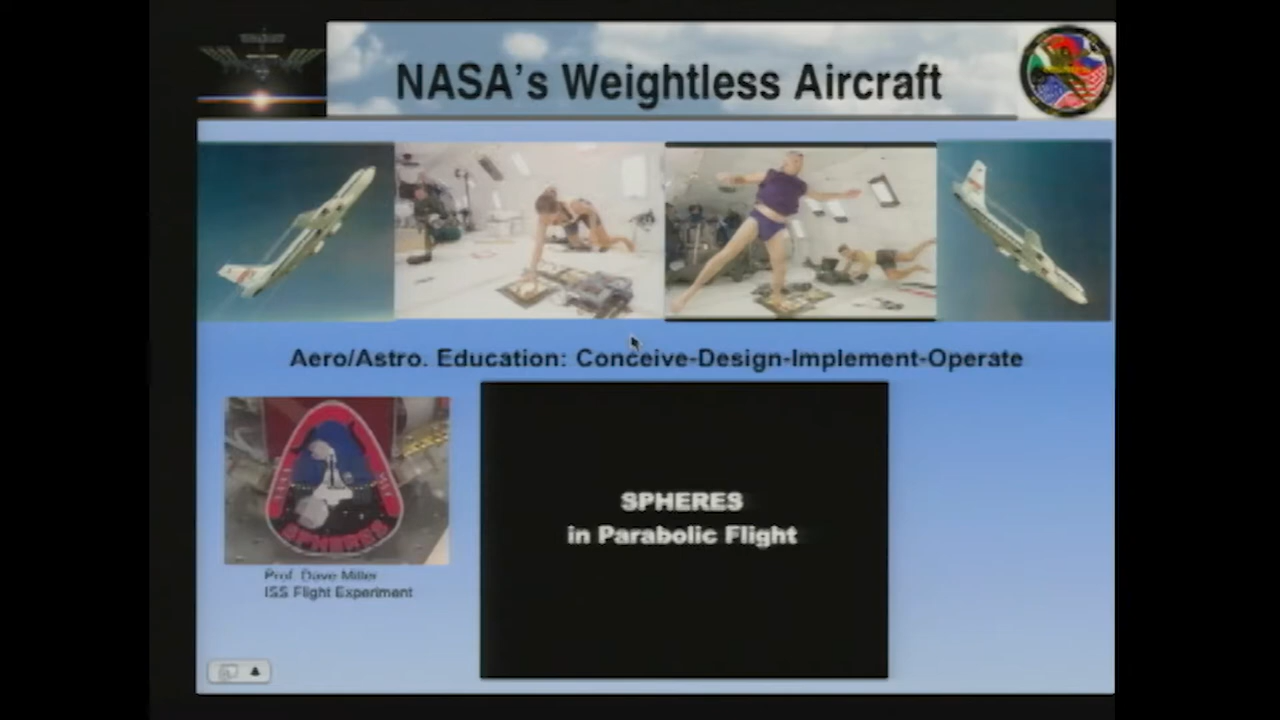 NASA's Weightless Aircraft
Aero/Astro. Education: Conceive-Design-Implement-Operate
SPHERES
in Parabolic Flight
SPHERES
Prof. Dave Miller
ISS Flight Experiment